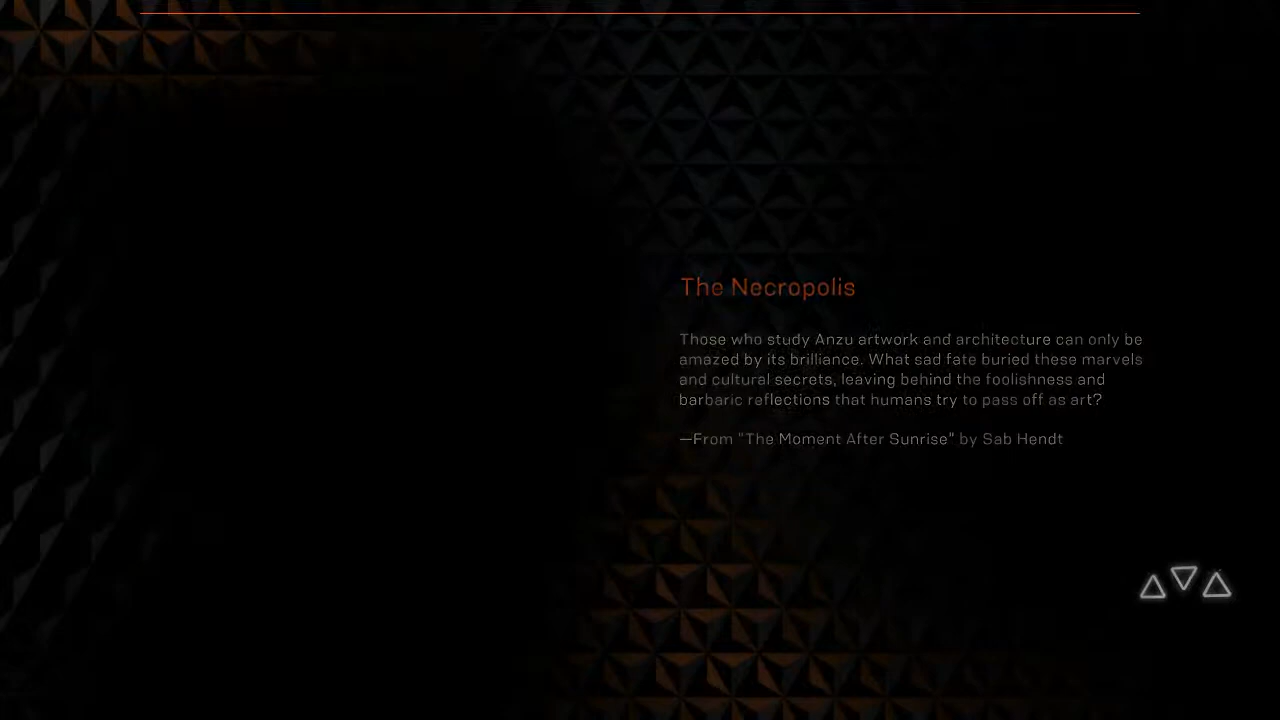 The Necropolis
Those who study Anzu artwork and architecture can only be
amazed by its brilliance. What sad fate buried these marvels
and cultural secrets, leaving behind the foolishness and
barbaric reflections that humans try to pass off as art?
—From "The Moment After Sunrise" by Sab Hendt